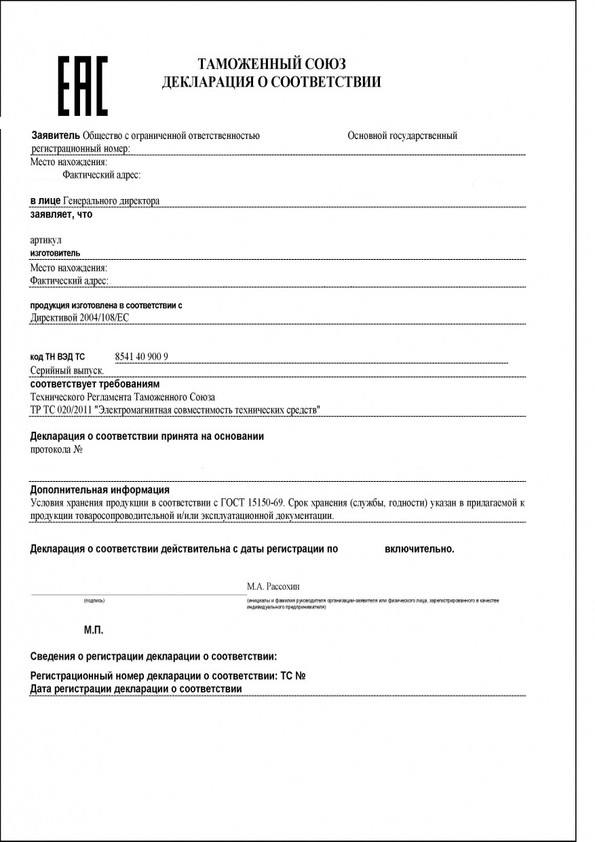 EAC
ТАМОЖЕННЫЙ СОЮЗ
ДЕКЛАРАЦИЯ О СООТВЕТСТВИИ
Заявитель Общество с ограниченной ответственностью Основной государственный
регистрационный номер:
Место нахождения:
Фактический адрес:
в лице Генерального директора
заявляет, что
артикул
изготовитель
Место нахождения:
Фактический адрес:
продукция изготовлена в соответствии с
Директивой 2004/108/EC
код ТН ВЭД ТС 8541 40 900 9
Серийный выпуск.
соответствует требованиям
Технического Регламента Таможенного Союза
ТР ТС 020/2011 "Электромагнитная совместимость технических средств"
Декларация о соответствии принята на основании
протокола №
Дополнительная информация
Условия хранения продукции в соответствии с ГОСТ 15150-69. Срок хранения (службы, годности) указан в прилагаемой к
продукции товаросопроводительной и/или эксплуатационной документации.
Декларация о соответствии действительна с даты регистрации по включительно.
М.А. Рассохин
(подпись) (инициалы и фамилия руководителя организации-заявителя или физического лица, зарегистрированного в качестве
индивидуального предпринимателя)
М.П.
Сведения о регистрации декларации о соответствии:
Регистрационный номер декларации о соответствии: ТС №
Дата регистрации декларации о соответствии